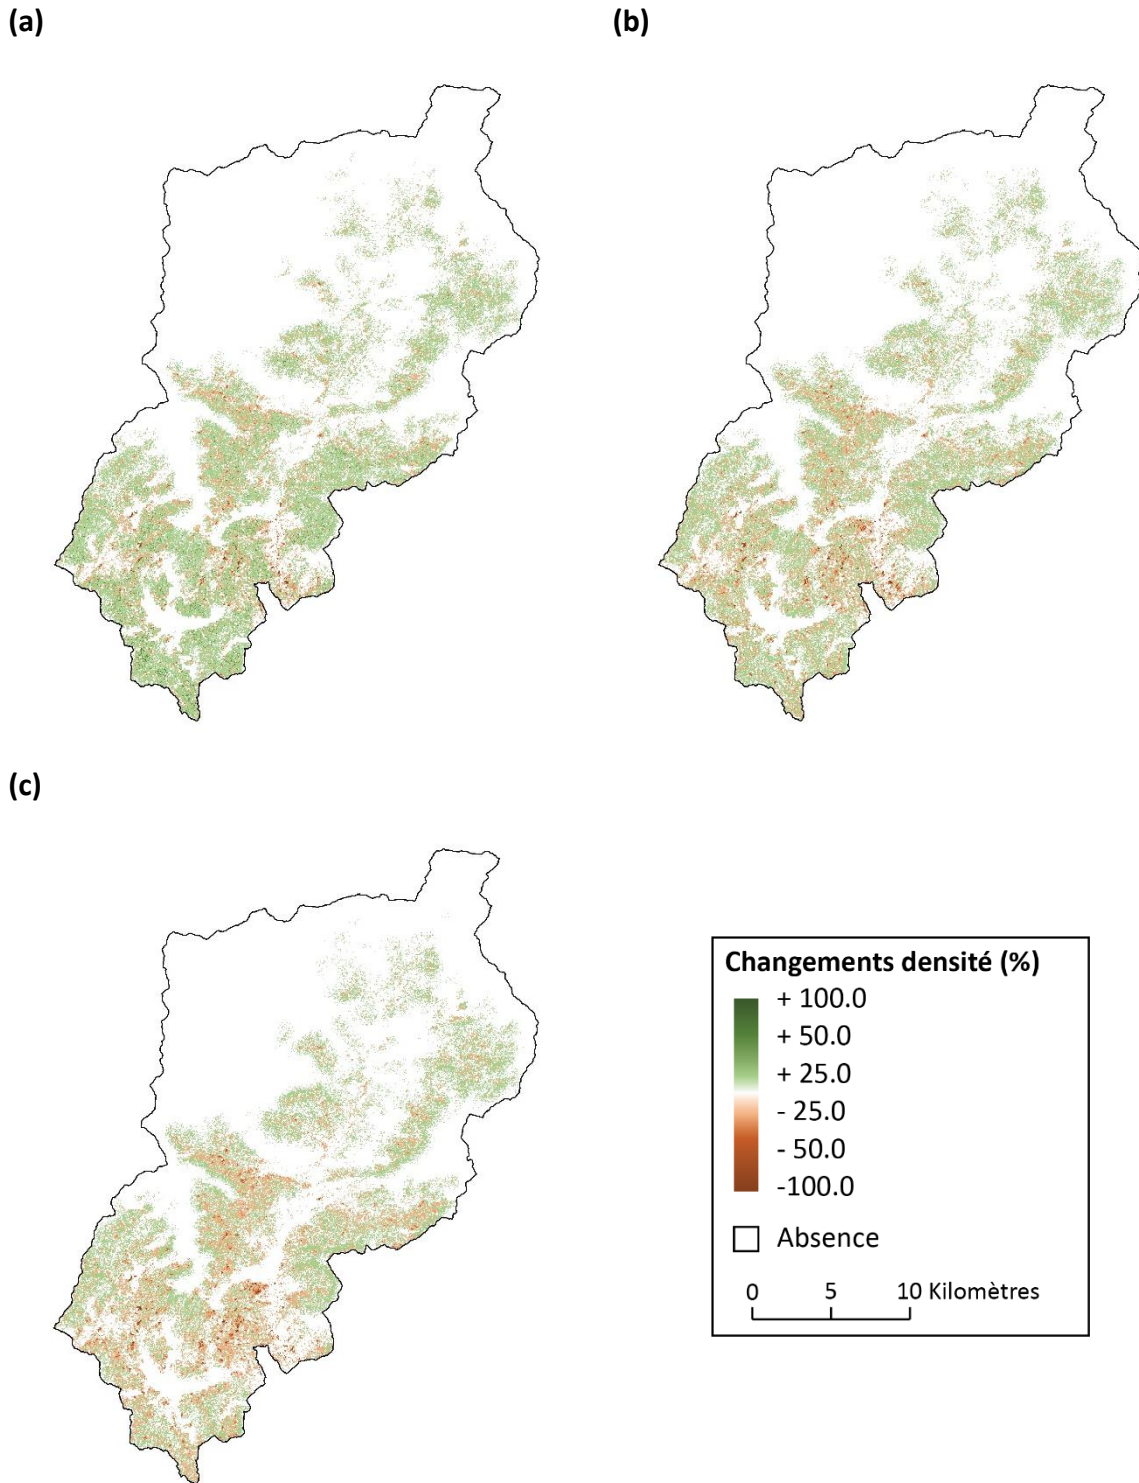 (a)
(b)
(c)
Changements densité (%)
+ 100.0
+ 50.0
+ 25.0
- 25.0
- 50.0
-100.0
Absence
0 5 10 Kilomètres